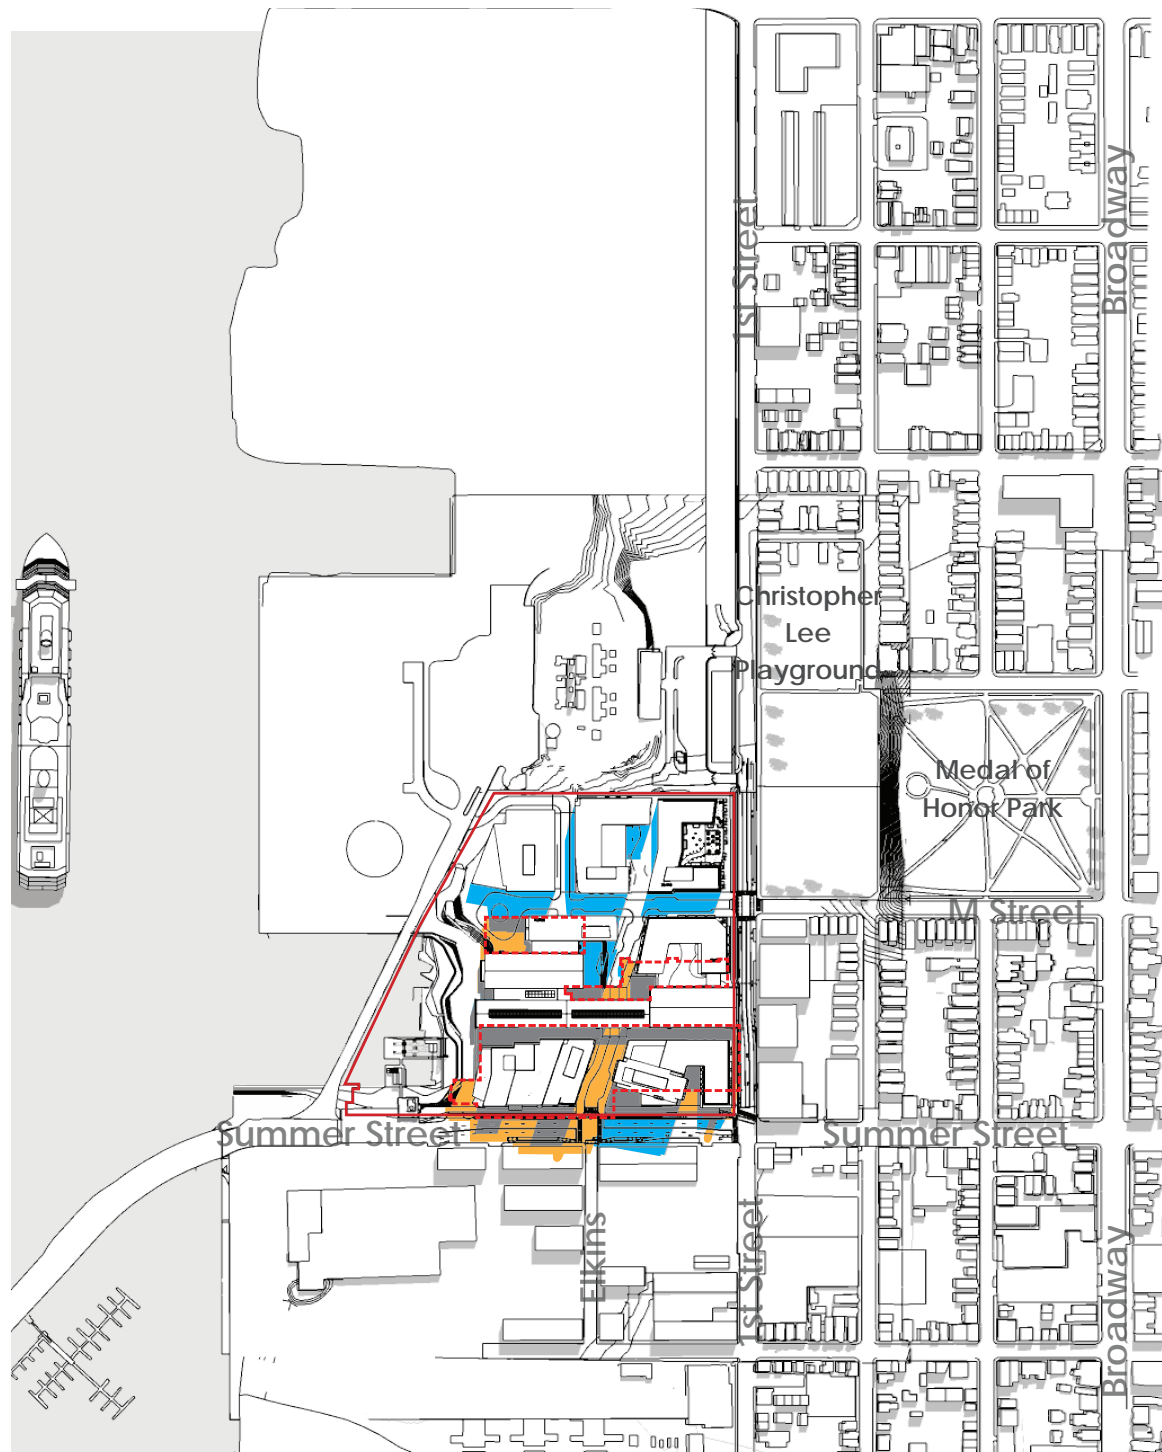 Broadway
1st Street
Christopher
Lee
Playground
Medal of
Honor Park
M Street
Summer Street
Summer Street
Elkins
1st Street
Broadway